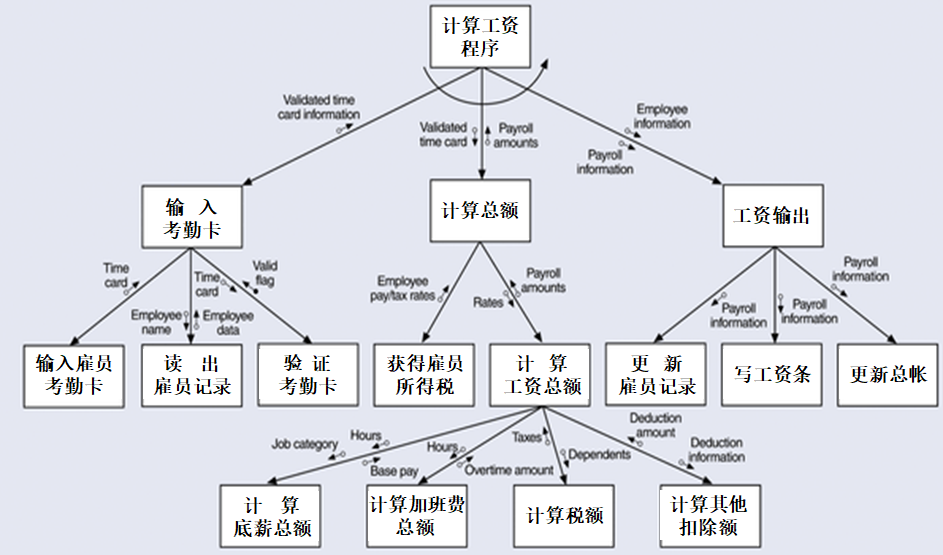 计算工资
程序
Validated time
card information
Validated
time card
Payroll
amounts
Employee
information
Payroll
information
输 入
考勤卡
计算总额
工资输出
Time
card
Employee
name
Time
card
Employee
data
Valid
flag
Employee
pay/tax rates
Rates
Payroll
amounts
Payroll
information
Payroll
information
Payroll
information
输入雇员
考勤卡
读 出
雇员记录
验 证
考勤卡
获得雇员
所得税
计 算
工资总额
更 新
雇员记录
写工资条
更新总帐
Job category
Hours
Base pay
Hours
Overtime amount
Taxes
Dependents
Deduction
amount
Deduction
information
计 算
底薪总额
计算加班费
总额
计算税额
计算其他
扣除额